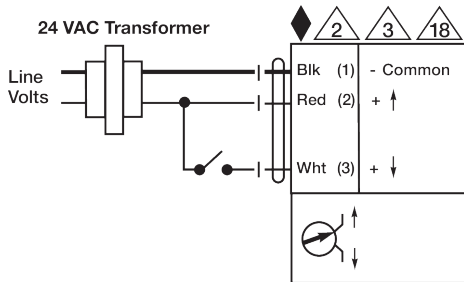 24 VAC Transformer
2 3 18
Line
Volts
Blk (1) - Common
Red (2) + ↑
Wht (3) + ↓